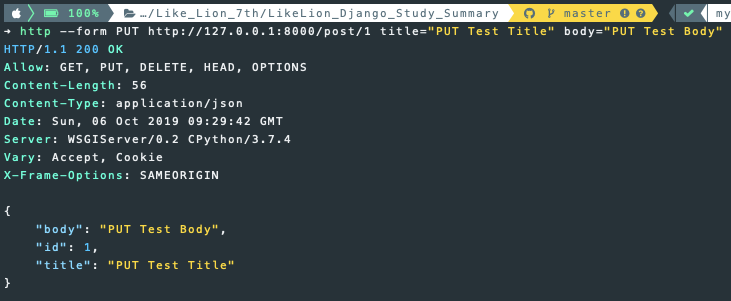 100% …/Like_Lion_7th/LikeLion_Django_Study_Summary master my
→ http --form PUT http://127.0.0.1:8000/post/1 title="PUT Test Title" body="PUT Test Body"
HTTP/1.1 200 OK
Allow: GET, PUT, DELETE, HEAD, OPTIONS
Content-Length: 56
Content-Type: application/json
Date: Sun, 06 Oct 2019 09:29:42 GMT
Server: WSGIServer/0.2 CPython/3.7.4
Vary: Accept, Cookie
X-Frame-Options: SAMEORIGIN
{
"body": "PUT Test Body",
"id": 1,
"title": "PUT Test Title"
}